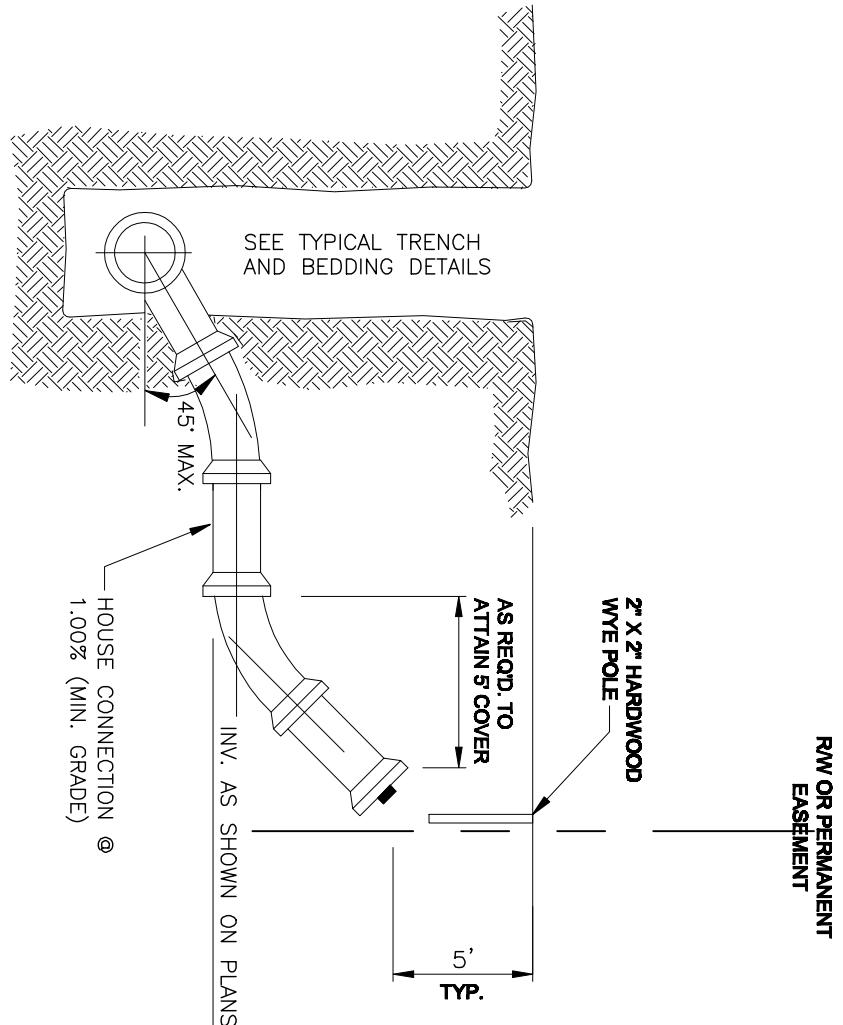 SEE TYPICAL TRENCH
AND BEDDING DETAILS
45° MAX.
HOUSE CONNECTION @
1.00% (MIN. GRADE)
INV. AS SHOWN ON PLANS
AS REQ'D. TO
ATTAIN 5' COVER
2" X 2" HARDWOOD
WYE POLE
R/W OR PERMANENT
EASEMENT
5'
TYP.